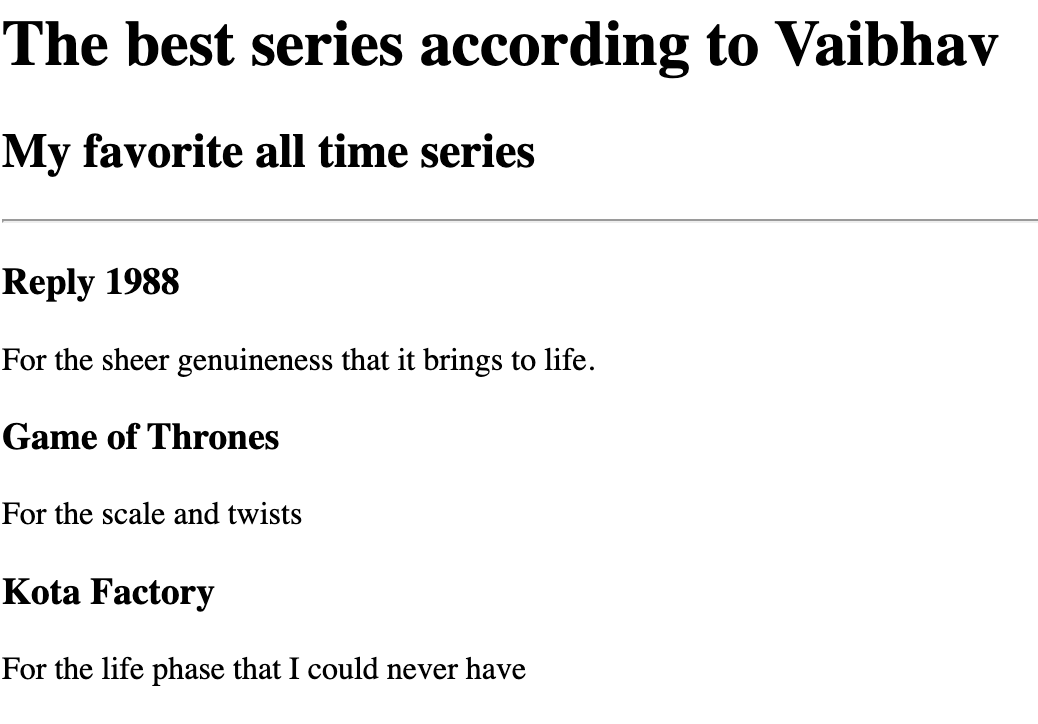 The best series according to Vaibhav
My favorite all time series
Reply 1988
For the sheer genuineness that it brings to life.
Game of Thrones
For the scale and twists
Kota Factory
For the life phase that I could never have